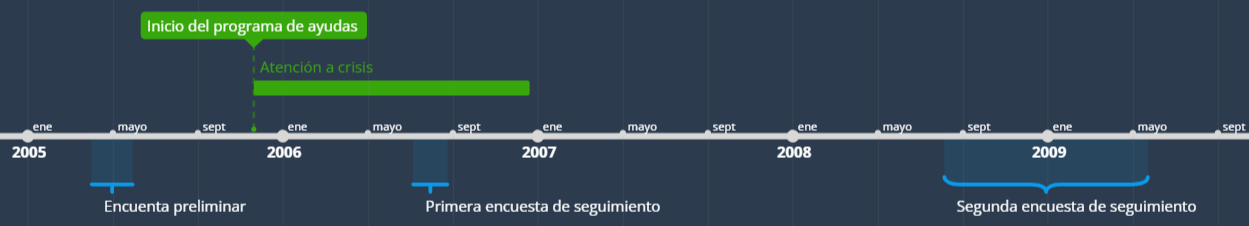 Inicio del programa de ayudas
Atención a crisis
ene mayo sept ene mayo sept ene mayo sept ene mayo sept ene mayo sept
2005 2006 2007 2008 2009
Encuenta preliminar Primera encuesta de seguimiento Segunda encuesta de seguimiento